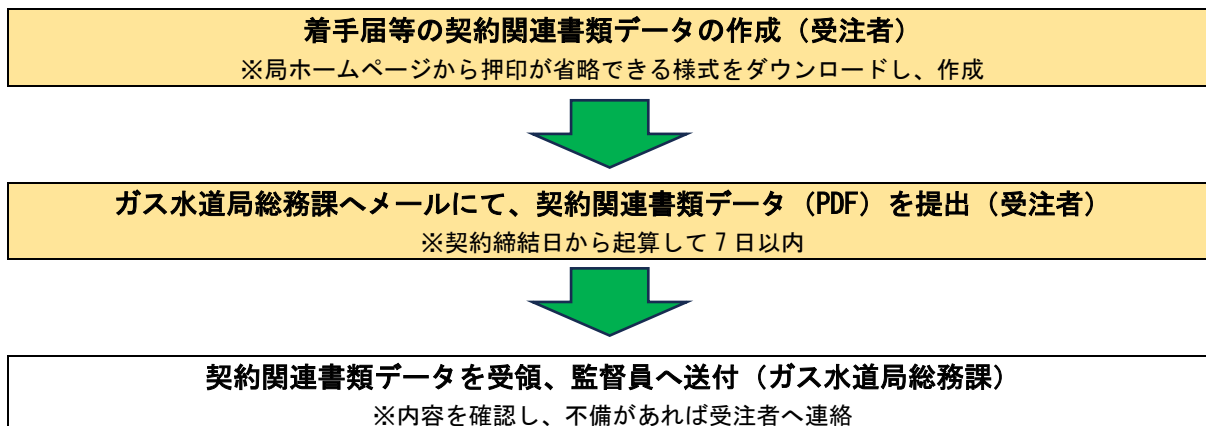 着手届等の契約関連書類データの作成（受注者）
※局ホームページから押印が省略できる様式をダウンロードし、作成
ガス水道局総務課へメールにて、契約関連書類データ（PDF）を提出（受注者）
※契約締結日から起算して７日以内
契約関連書類データを受領、監督員へ送付（ガス水道局総務課）
※内容を確認し、不備があれば受注者へ連絡